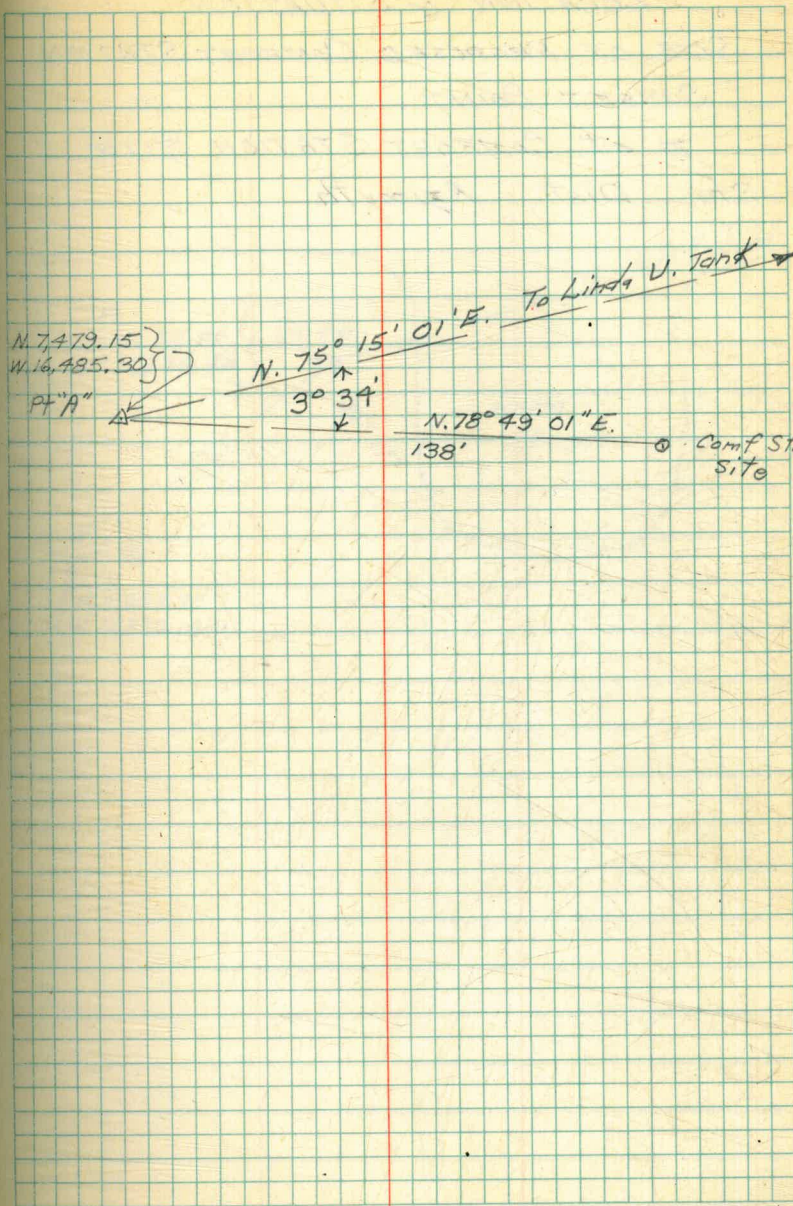 To Linda V. Tank
N. 75° 15' 01' E.
N. 7,479.15
W. 16,485.30
Pt "A"
3° 34'
N. 78° 49' 01" E.
138'
Comf ST.
site